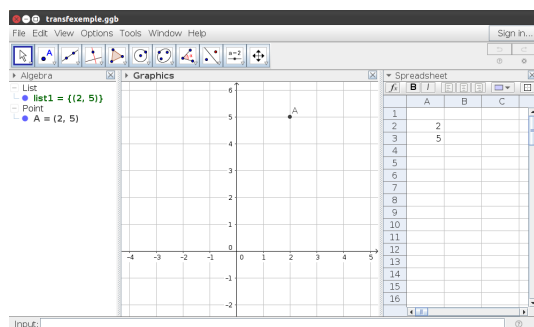 transfexemple.ggb
File Edit View Options Tools Window Help
Sign in...
A
a=2
Algebra
List
list1 = {(2, 5)}
Point
A = (2, 5)
Graphics
6
5
4
3
2
1
0
-1
-2
-4 -3 -2 -1 0 1 2 3 4 5
A
Spreadsheet
fx B I
A B C
1
2 2
3 5
4
5
6
7
8
9
10
11
12
13
14
15
16
Input: